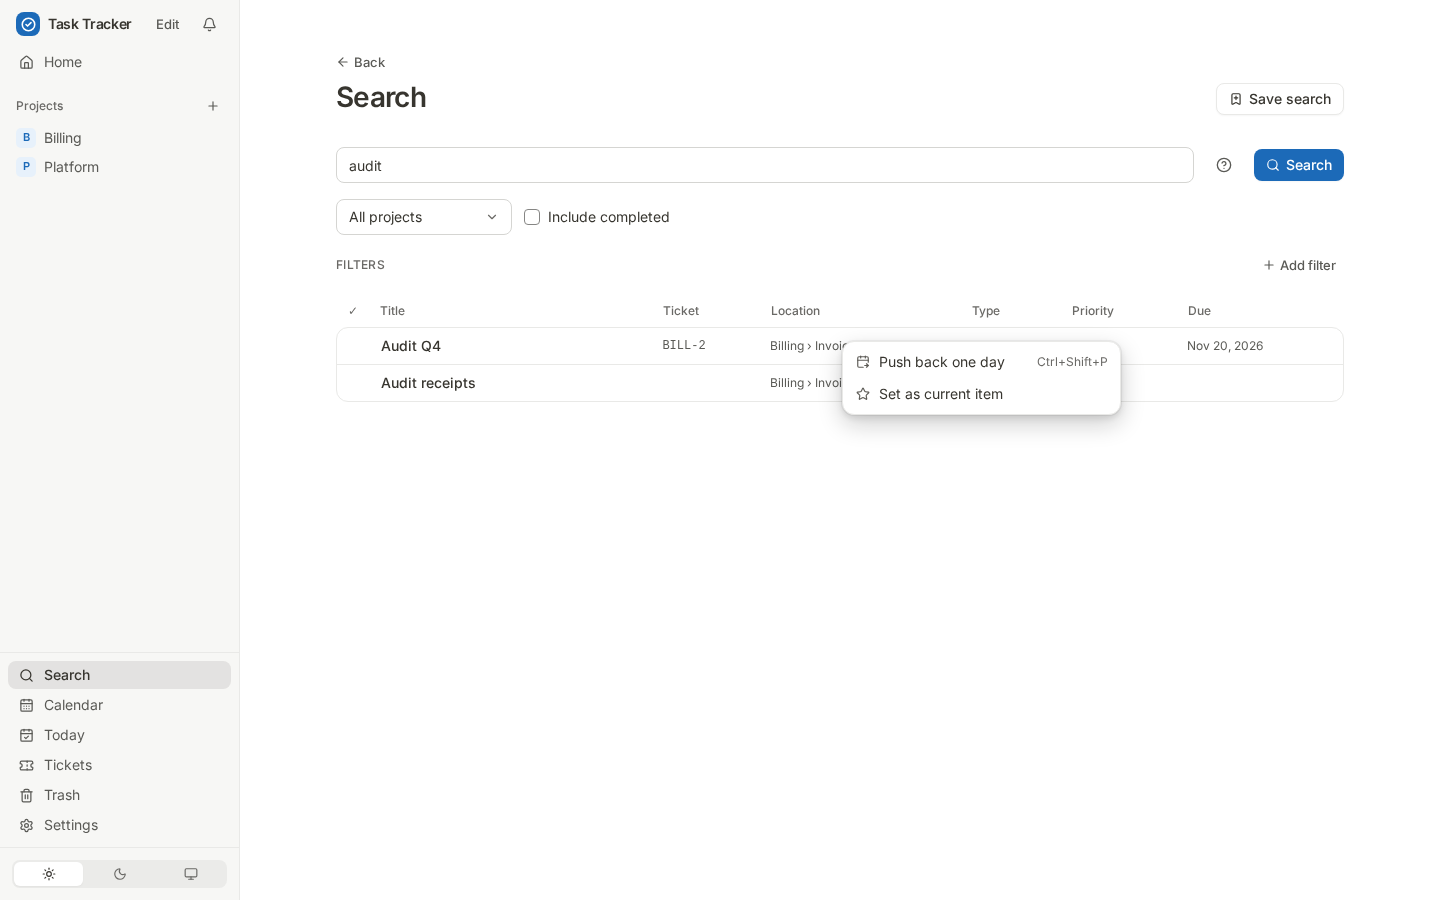 Task Tracker Edit
Home
Projects
B Billing
P Platform
Search
Calendar
Today
Tickets
Trash
Settings
Back
Search
Save search
audit
Search
All projects
Include completed
FILTERS
Add filter
✓ Title Ticket Location Type Priority Due
Audit Q4 BILL-2 Billing › Nov 20, 2026
Audit receipts Billing ›
Push back one day Ctrl+Shift+P
Set as current item